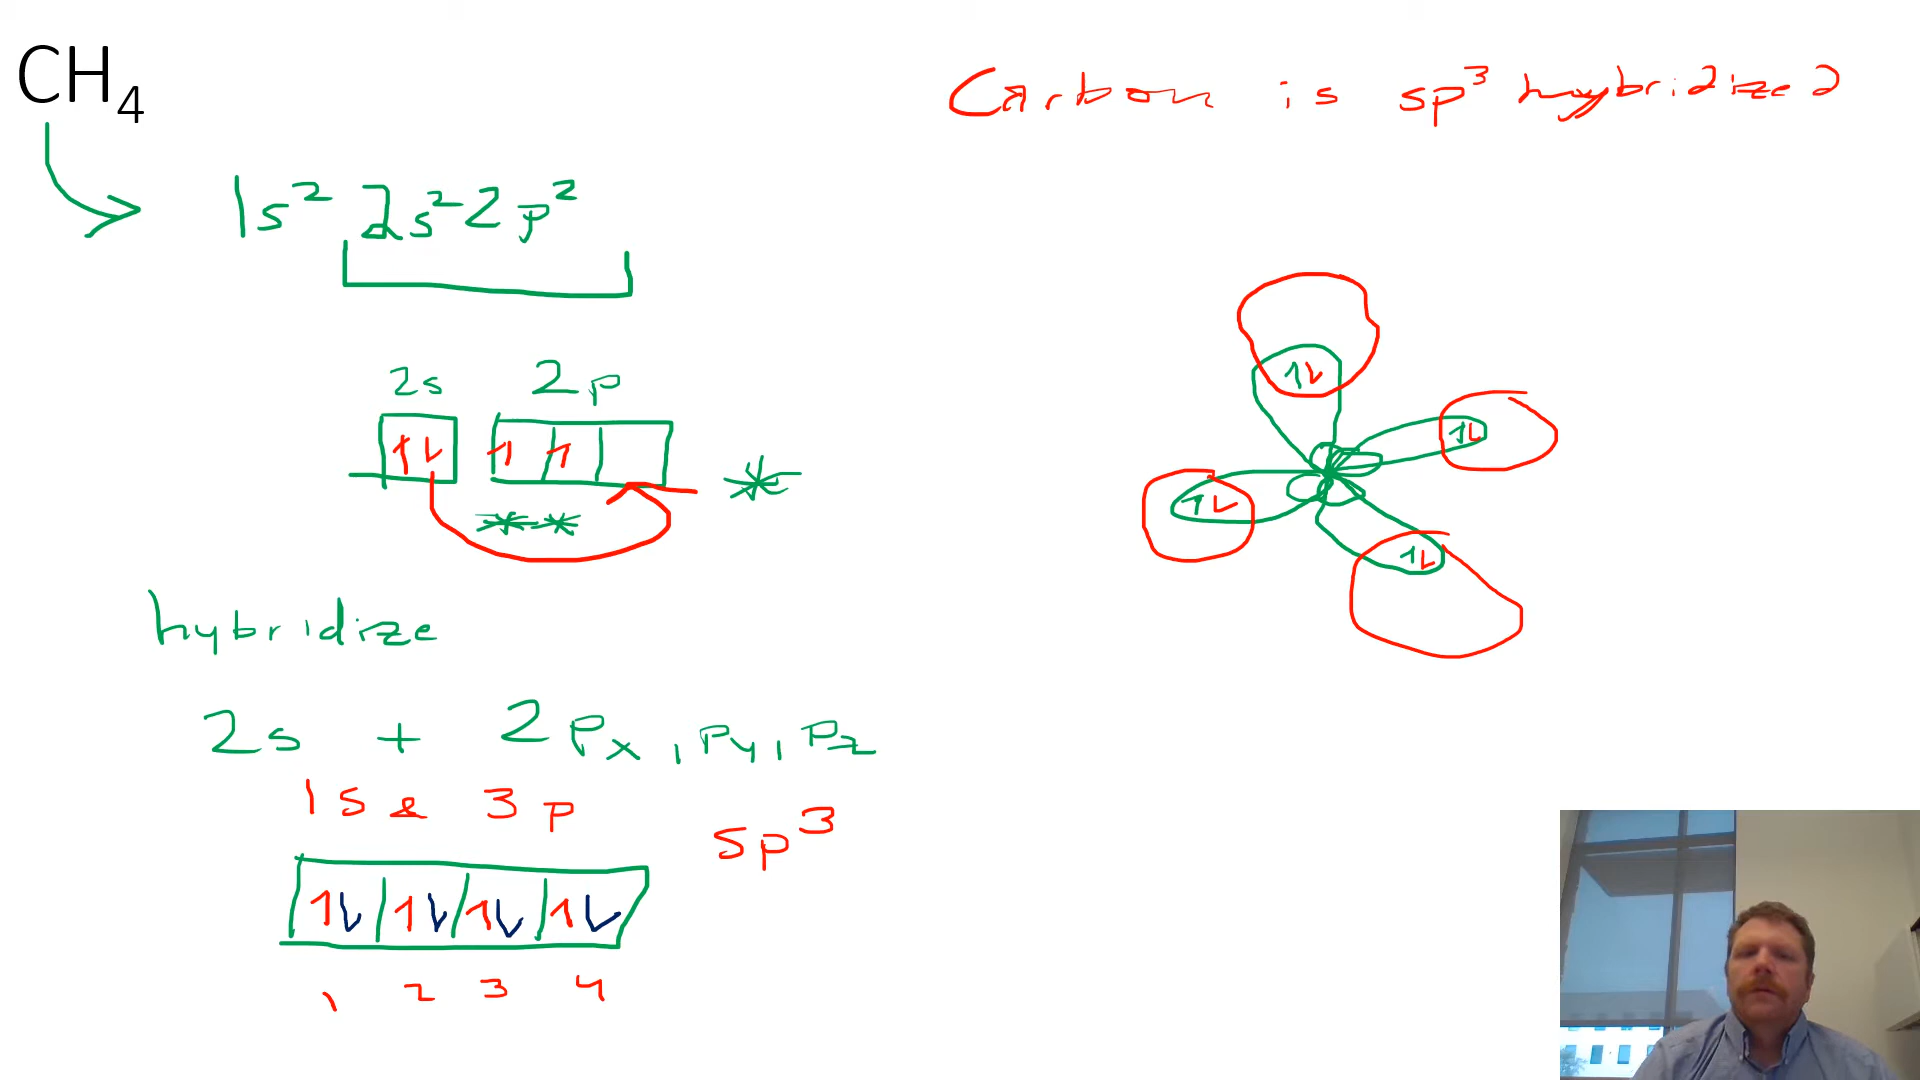 CH₄
Carbon is sp³ hybridized
1s² 2s² 2p²
2s 2p
hybridize
2s + 2px, py, pz
1s & 3p
sp³
1 2 3 4